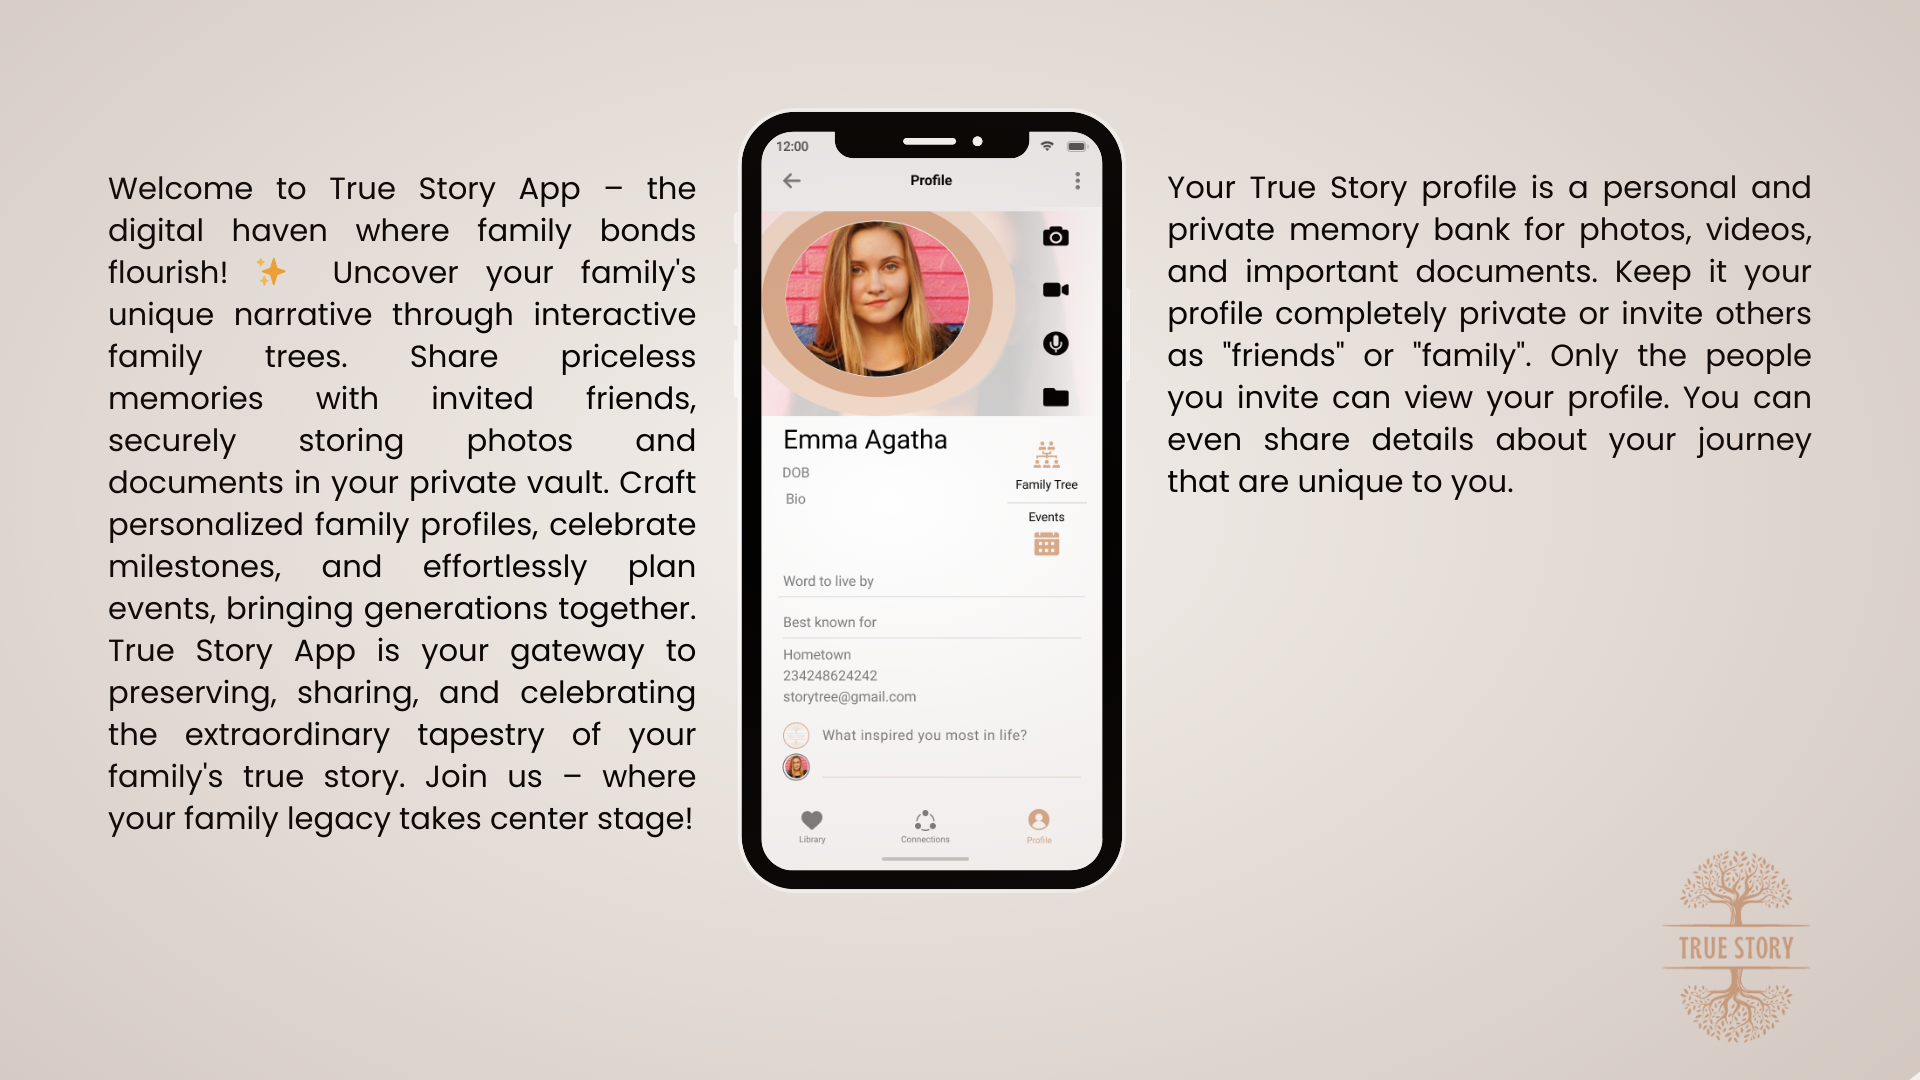 Welcome to True Story App – the
digital haven where family bonds
flourish! ✨ Uncover your family's
unique narrative through interactive
family trees. Share priceless
memories with invited friends,
securely storing photos and
documents in your private vault. Craft
personalized family profiles, celebrate
milestones, and effortlessly plan
events, bringing generations together.
True Story App is your gateway to
preserving, sharing, and celebrating
the extraordinary tapestry of your
family's true story. Join us – where
your family legacy takes center stage!
12:00
Profile
Emma Agatha
DOB
Bio
Family Tree
Events
Word to live by
Best known for
Hometown
234248624242
storytree@gmail.com
What inspired you most in life?
Library
Connections
Profile
Your True Story profile is a personal and
private memory bank for photos, videos,
and important documents. Keep it your
profile completely private or invite others
as "friends" or "family". Only the people
you invite can view your profile. You can
even share details about your journey
that are unique to you.
TRUE STORY